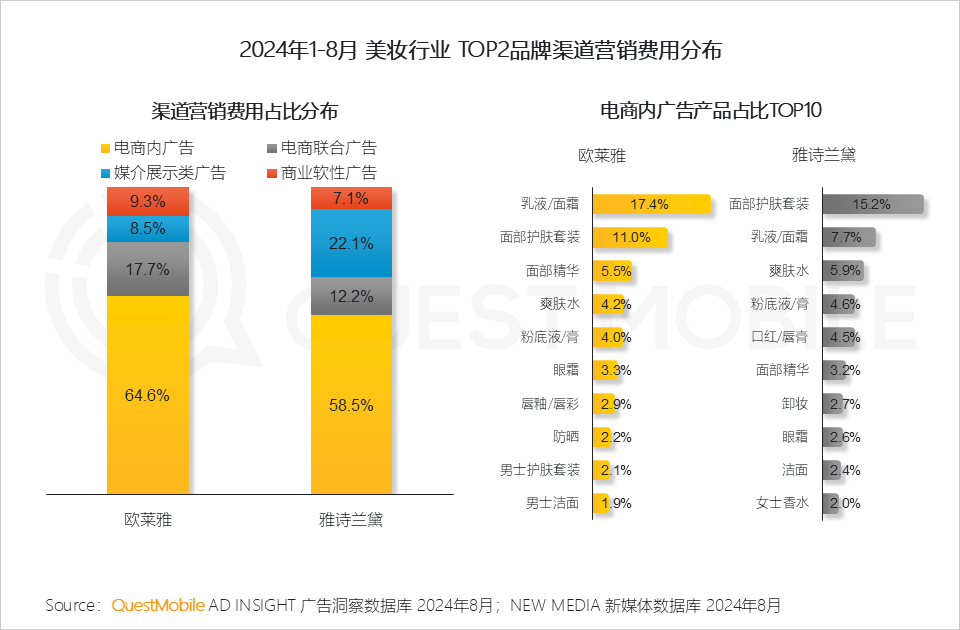 2024年1-8月 美妆行业 TOP2品牌渠道营销费用分布
渠道营销费用占比分布
电商内广告 电商联合广告
媒介展示类广告 商业软性广告
9.3% 7.1%
8.5% 22.1%
17.7% 12.2%
64.6% 58.5%
欧莱雅 雅诗兰黛
电商内广告产品占比TOP10
欧莱雅
乳液/面霜 17.4%
面部护肤套装 11.0%
面部精华 5.5%
爽肤水 4.2%
粉底液/膏 4.0%
眼霜 3.3%
唇釉/唇彩 2.9%
防晒 2.2%
男士护肤套装 2.1%
男士洁面 1.9%
雅诗兰黛
面部护肤套装 15.2%
乳液/面霜 7.7%
爽肤水 5.9%
粉底液/膏 4.6%
口红/唇膏 4.5%
面部精华 3.2%
卸妆 2.7%
眼霜 2.6%
洁面 2.4%
女士香水 2.0%
QUEST MOBILE
Source：QuestMobile AD INSIGHT 广告洞察数据库 2024年8月；NEW MEDIA 新媒体数据库 2024年8月